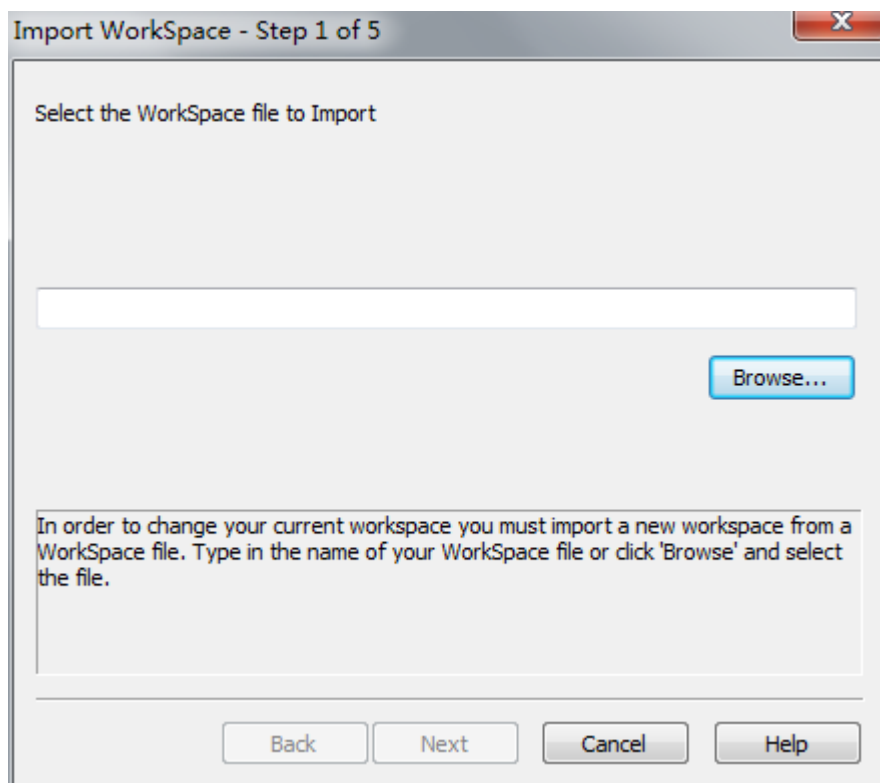 Import WorkSpace - Step 1 of 5
Select the WorkSpace file to Import
Browse...
In order to change your current workspace you must import a new workspace from a
WorkSpace file. Type in the name of your WorkSpace file or click 'Browse' and select
the file.
Back Next Cancel Help